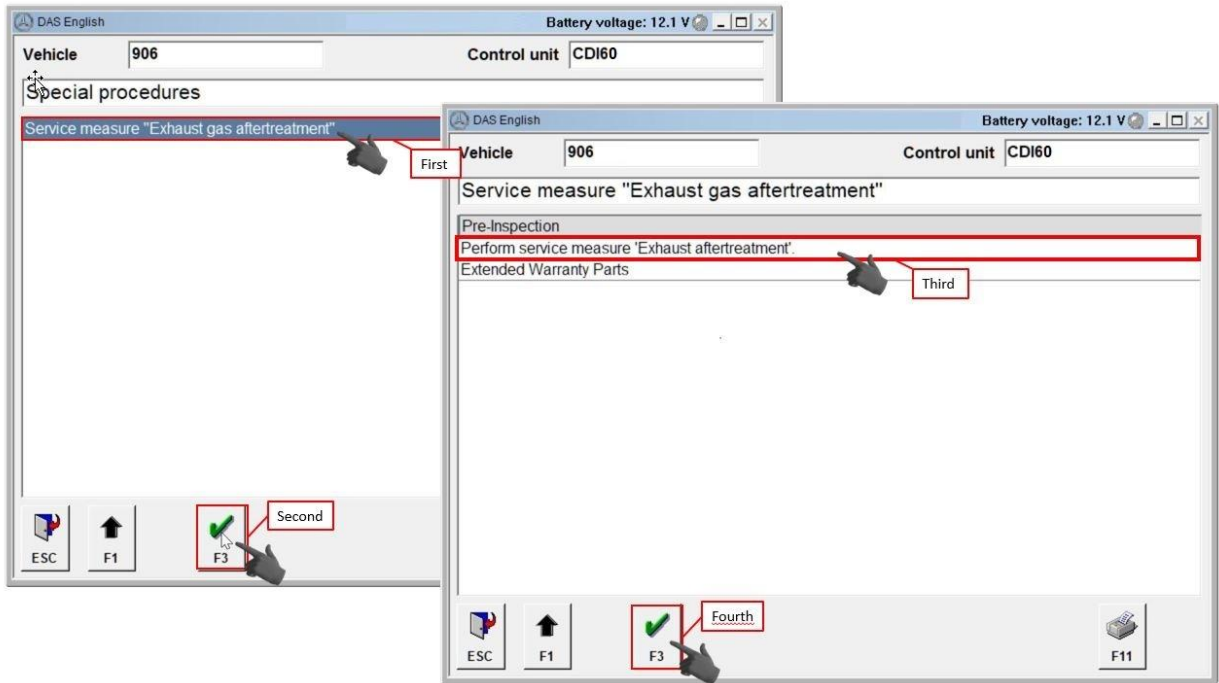 DAS English
Battery voltage: 12.1 V
Vehicle 906 Control unit CDI60
Special procedures
Service measure "Exhaust gas aftertreatment"
First
Second
ESC F1 F3
DAS English
Battery voltage: 12.1 V
Vehicle 906 Control unit CDI60
Service measure "Exhaust gas aftertreatment"
Pre-Inspection
Perform service measure 'Exhaust aftertreatment'.
Extended Warranty Parts
Third
Fourth
ESC F1 F3 F11